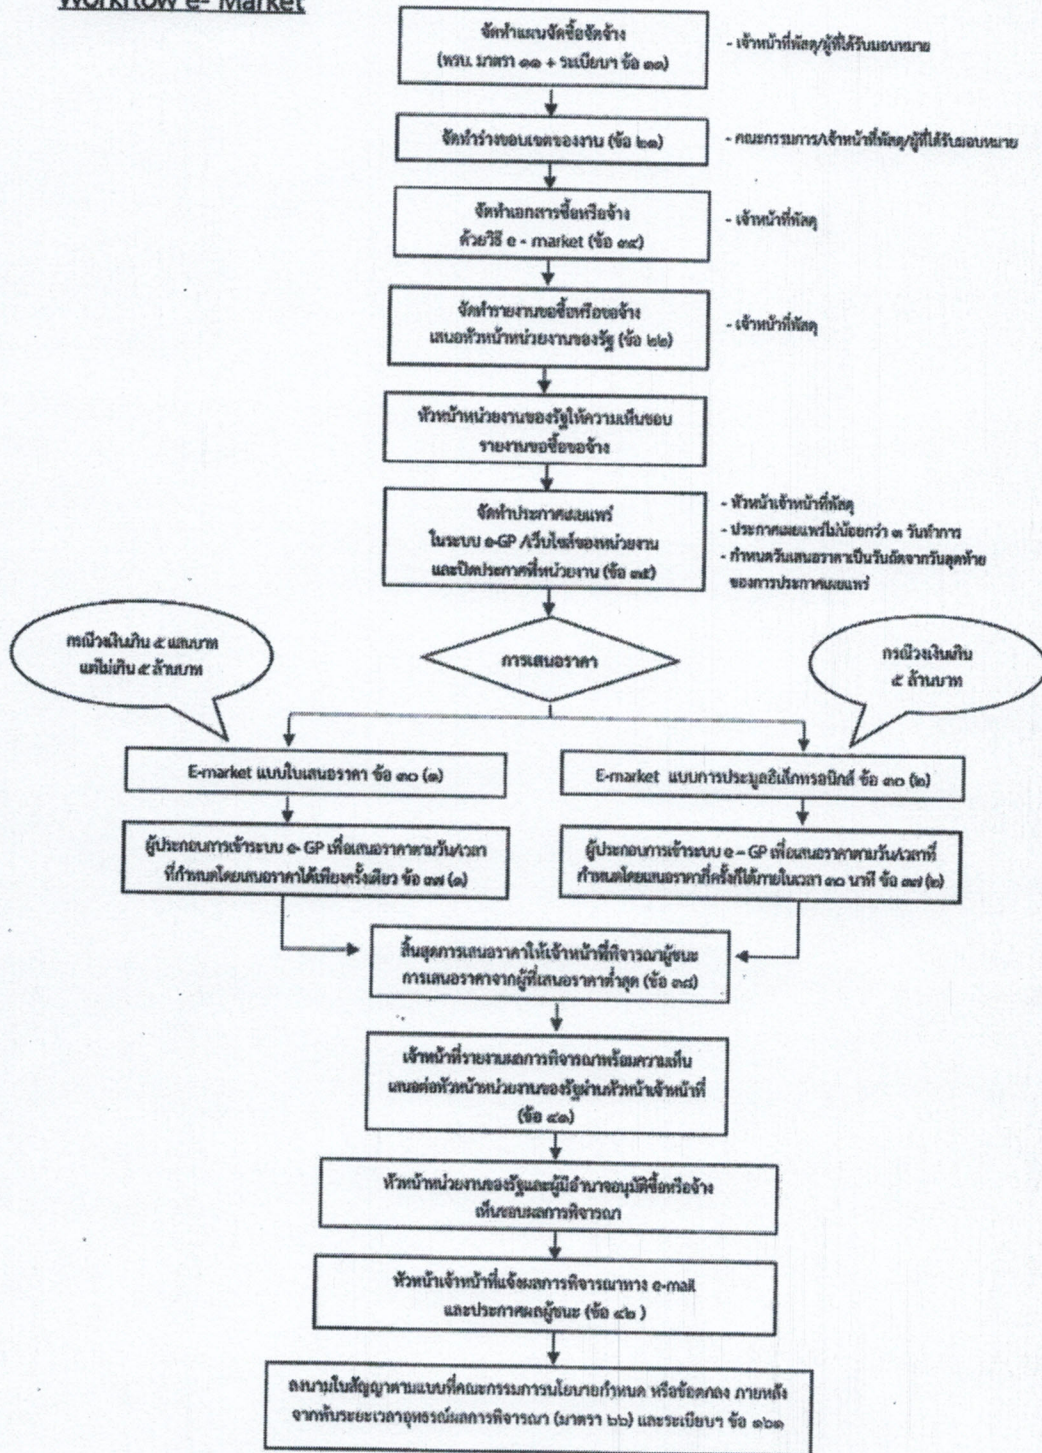 Workflow e- Market
จัดทำแผนจัดซื้อจัดจ้าง
(พรบ. มาตรา ๑๑ + ระเบียบฯ ข้อ ๑๑)
- เจ้าหน้าที่พัสดุ/ผู้ที่ได้รับมอบหมาย
จัดทำร่างขอบเขตของงาน (ข้อ ๒๑)
- คณะกรรมการ/เจ้าหน้าที่พัสดุ/ผู้ที่ได้รับมอบหมาย
จัดทำเอกสารซื้อหรือจ้าง
ด้วยวิธี e - market (ข้อ ๓๔)
- เจ้าหน้าที่พัสดุ
จัดทำรายงานขอซื้อหรือขอจ้าง
เสนอหัวหน้าหน่วยงานของรัฐ (ข้อ ๒๒)
- เจ้าหน้าที่พัสดุ
หัวหน้าหน่วยงานของรัฐให้ความเห็นชอบ
รายงานขอซื้อขอจ้าง
จัดทำประกาศเผยแพร่
ในระบบ e-GP /เว็บไซต์ของหน่วยงาน
และปิดประกาศที่หน่วยงาน (ข้อ ๓๕)
- หัวหน้าเจ้าหน้าที่พัสดุ
- ประกาศเผยแพร่ไม่น้อยกว่า ๓ วันทำการ
- กำหนดวันเสนอราคาเป็นวันถัดจากวันสุดท้าย
ของการประกาศเผยแพร่
กรณีวงเงินเกิน ๕ แสนบาท
แต่ไม่เกิน ๕ ล้านบาท
การเสนอราคา
กรณีวงเงินเกิน
๕ ล้านบาท
E-market แบบใบเสนอราคา ข้อ ๓๐ (๑)
E-market แบบการประมูลอิเล็กทรอนิกส์ ข้อ ๓๐ (๒)
ผู้ประกอบการเข้าระบบ e- GP เพื่อเสนอราคาตามวัน/เวลา
ที่กำหนดโดยเสนอราคาได้เพียงครั้งเดียว ข้อ ๓๗ (๑)
ผู้ประกอบการเข้าระบบ e – GP เพื่อเสนอราคาตามวัน/เวลาที่
กำหนดโดยเสนอราคากี่ครั้งก็ได้ภายในเวลา ๓๐ นาที ข้อ ๓๗ (๒)
สิ้นสุดการเสนอราคาให้เจ้าหน้าที่พิจารณาผู้ชนะ
การเสนอราคาจากผู้ที่เสนอราคาต่ำสุด (ข้อ ๓๘)
เจ้าหน้าที่รายงานผลการพิจารณาพร้อมความเห็น
เสนอต่อหัวหน้าหน่วยงานของรัฐผ่านหัวหน้าเจ้าหน้าที่
(ข้อ ๔๑)
หัวหน้าหน่วยงานของรัฐและผู้มีอำนาจอนุมัติซื้อหรือจ้าง
เห็นชอบผลการพิจารณา
หัวหน้าเจ้าหน้าที่แจ้งผลการพิจารณาทาง e-mail
และประกาศผลผู้ชนะ (ข้อ ๔๒ )
ลงนามในสัญญาตามแบบที่คณะกรรมการนโยบายกำหนด หรือข้อตกลง ภายหลัง
จากพ้นระยะเวลาอุทธรณ์ผลการพิจารณา (มาตรา ๖๖) และระเบียบฯ ข้อ ๑๖๑